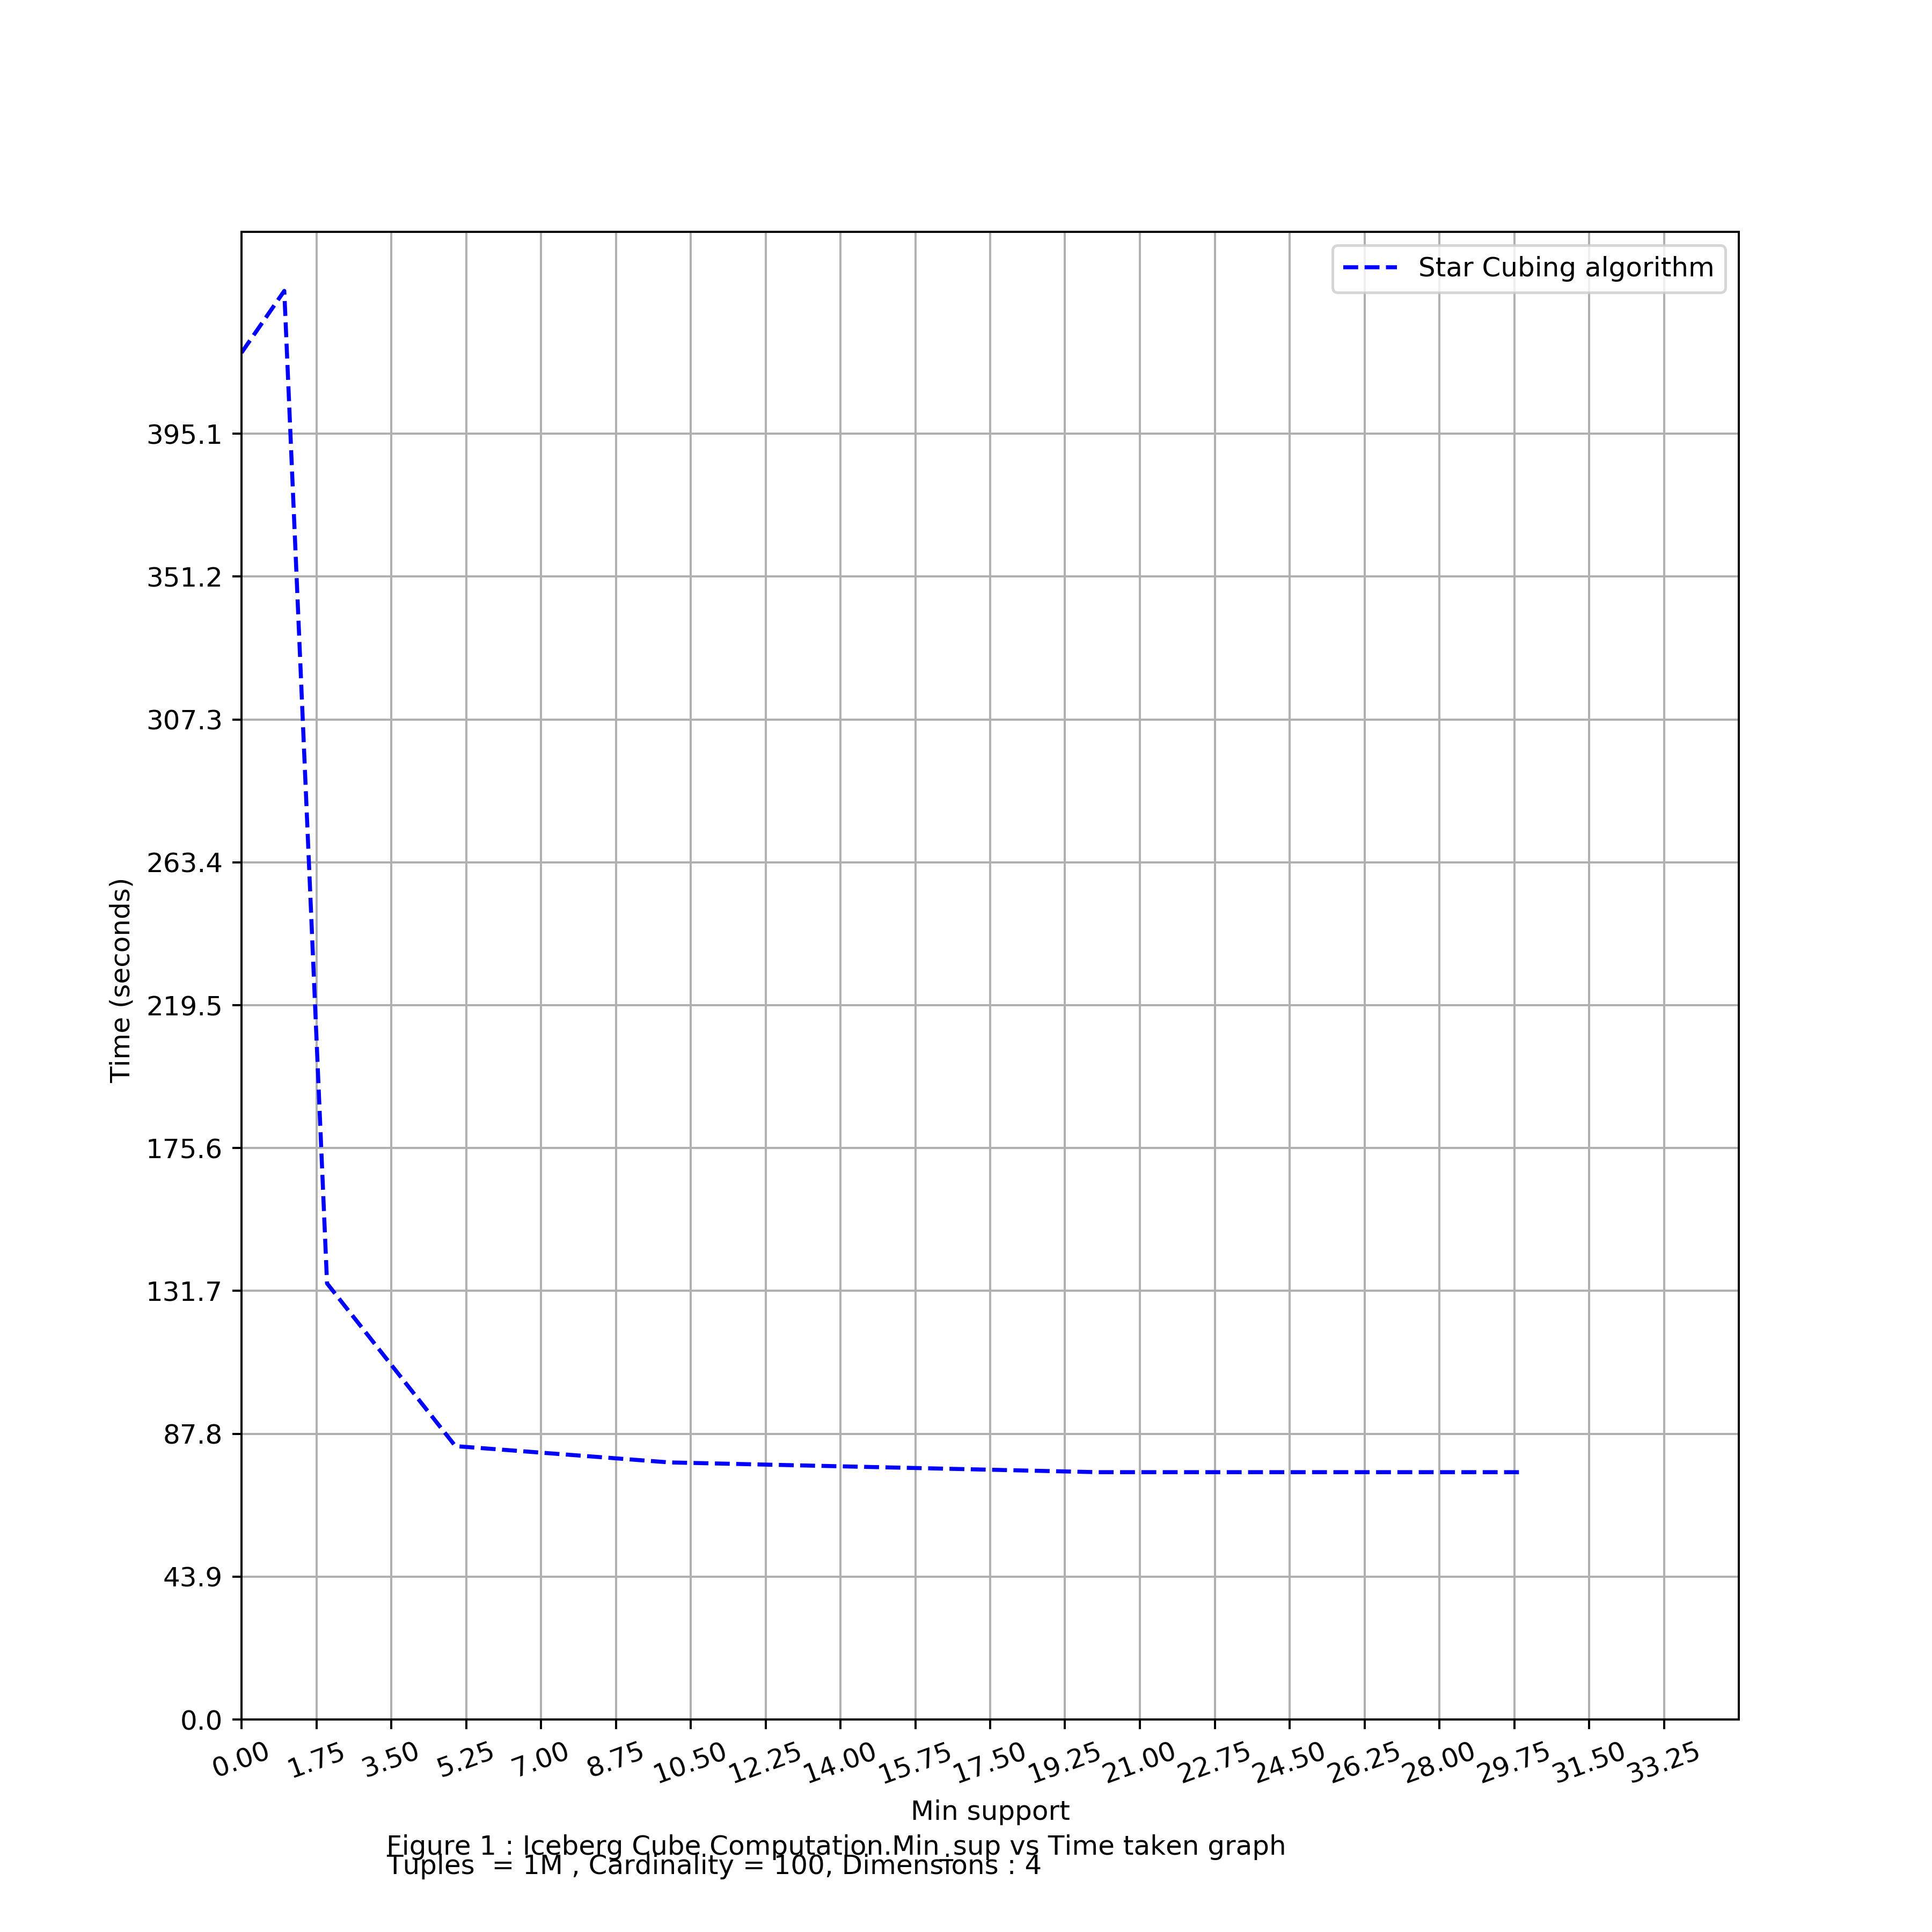 Star Cubing algorithm
395.1
351.2
307.3
263.4
219.5
175.6
131.7
87.8
43.9
0.0
Time (seconds)
0.00 1.75 3.50 5.25 7.00 8.75 10.50 12.25 14.00 15.75 17.50 19.25 21.00 22.75 24.50 26.25 28.00 29.75 31.50 33.25
Min support
Figure 1 : Iceberg Cube Computation.Min_sup vs Time taken graph
Tuples  = 1M , Cardinality = 100, Dimensions : 4